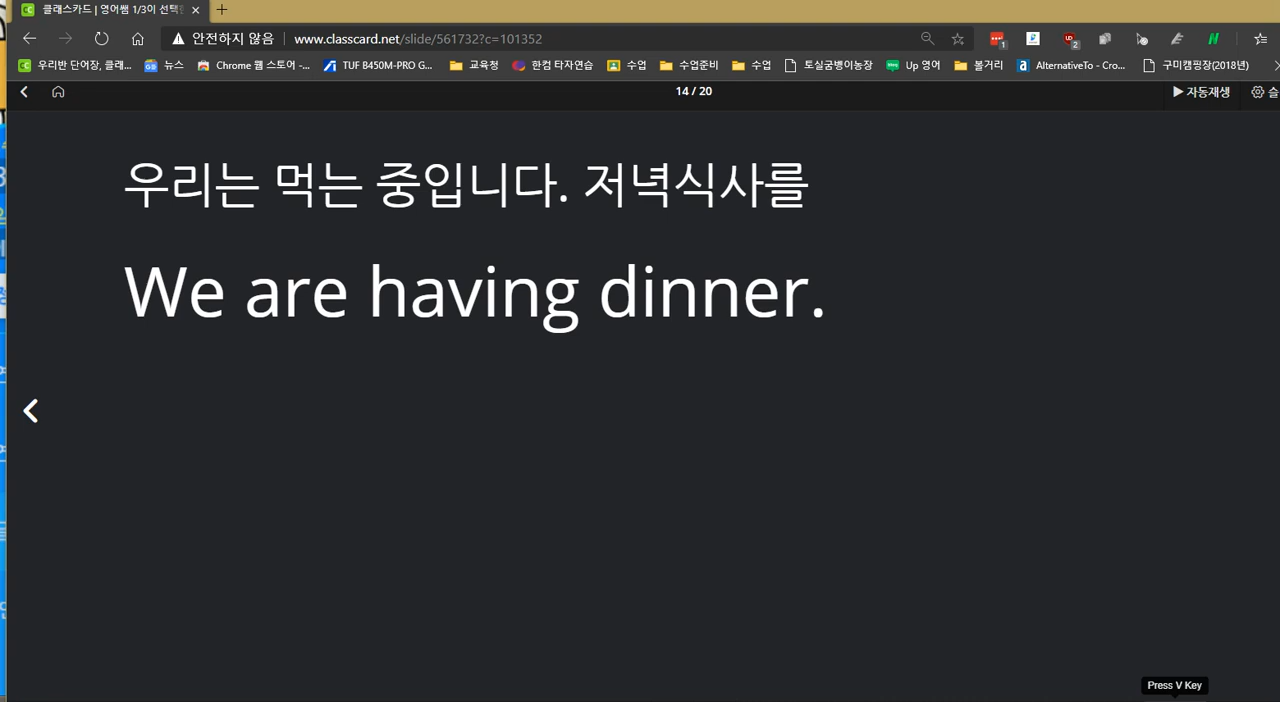 클래스카드 | 영어쌤 1/3이 선택
안전하지 않음 www.classcard.net/slide/561732?c=101352
우리반 단어장, 클래... 뉴스 Chrome 웹 스토어 -... TUF B450M-PRO G... 교육청 한컴 타자연습 수업 수업준비 수업 토실굼벵이농장 Up 영어 볼거리 AlternativeTo - Cro... 구미캠핑장(2018년)
14 / 20 자동재생 슬
우리는 먹는 중입니다. 저녁식사를
We are having dinner.
Press V Key